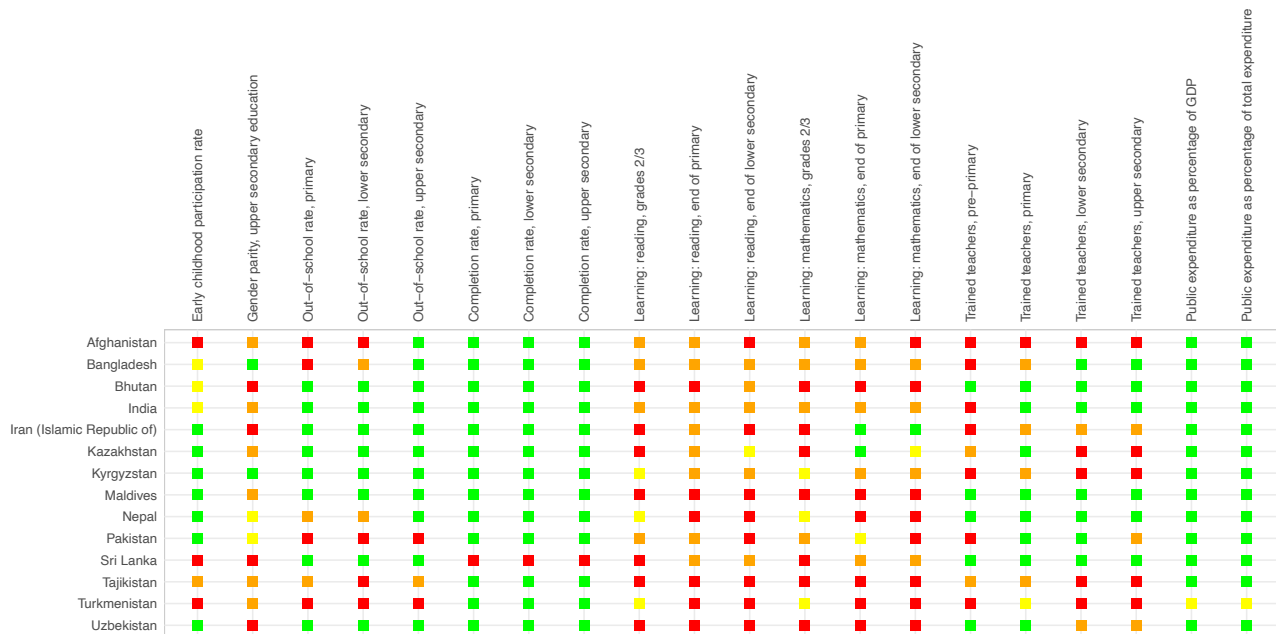 Early childhood participation rate
Gender parity, upper secondary education
Out−of−school rate, primary
Out−of−school rate, lower secondary
Out−of−school rate, upper secondary
Completion rate, primary
Completion rate, lower secondary
Completion rate, upper secondary
Learning: reading, grades 2/3
Learning: reading, end of primary
Learning: reading, end of lower secondary
Learning: mathematics, grades 2/3
Learning: mathematics, end of primary
Learning: mathematics, end of lower secondary
Trained teachers, pre−primary
Trained teachers, primary
Trained teachers, lower secondary
Trained teachers, upper secondary
Public expenditure as percentage of GDP
Public expenditure as percentage of total expenditure
Afghanistan
Bangladesh
Bhutan
India
Iran (Islamic Republic of)
Kazakhstan
Kyrgyzstan
Maldives
Nepal
Pakistan
Sri Lanka
Tajikistan
Turkmenistan
Uzbekistan